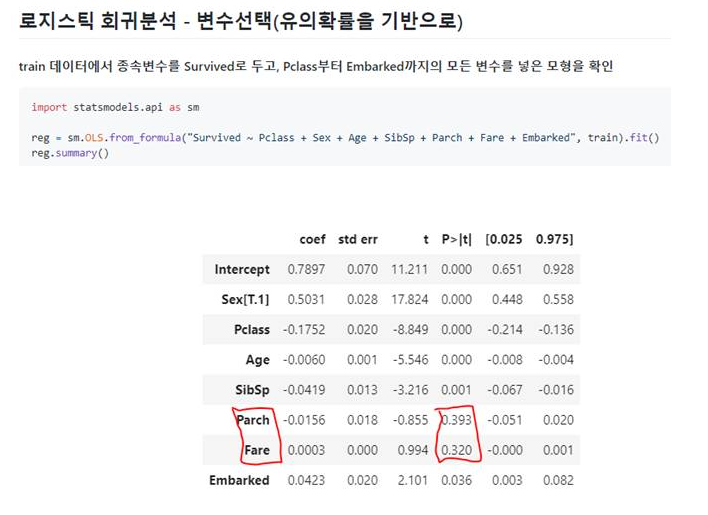 로지스틱 회귀분석 - 변수선택(유의확률을 기반으로)
train 데이터에서 종속변수를 Survived로 두고, Pclass부터 Embarked까지의 모든 변수를 넣은 모형을 확인
import statsmodels.api as sm
reg = sm.OLS.from_formula("Survived ~ Pclass + Sex + Age + SibSp + Parch + Fare + Embarked", train).fit()
reg.summary()
coef std err t P>|t| [0.025 0.975]
Intercept 0.7897 0.070 11.211 0.000 0.651 0.928
Sex[T.1] 0.5031 0.028 17.824 0.000 0.448 0.558
Pclass -0.1752 0.020 -8.849 0.000 -0.214 -0.136
Age -0.0060 0.001 -5.546 0.000 -0.008 -0.004
SibSp -0.0419 0.013 -3.216 0.001 -0.067 -0.016
Parch -0.0156 0.018 -0.855 0.393 -0.051 0.020
Fare 0.0003 0.000 0.994 0.320 -0.000 0.001
Embarked 0.0423 0.020 2.101 0.036 0.003 0.082